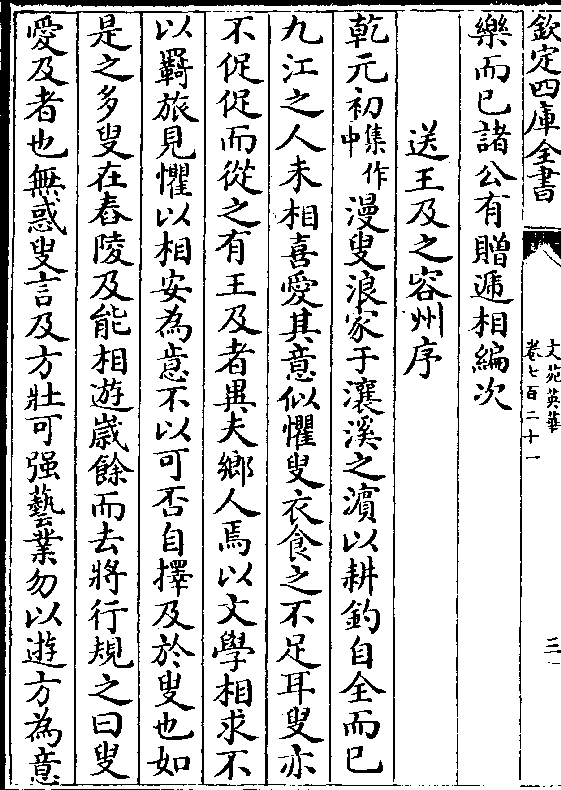 欽定四庫全書
文苑英華
卷七百二十一
三
樂而已諸公有贈遞相編次
送王及之容州序
乾元初集作中漫叟浪家于瀼溪之濵以耕釣自全而已
九江之人未相喜愛其意似懼叟衣食之不足耳叟亦
不促促而從之有王及者異夫鄉人焉以文學相求不
以羇旅見懼以相安為意不以可否自擇及於叟也如
是之多叟在舂陵及能相遊歲餘而去將行規之曰叟
愛及者也無惑叟言及方壯可强藝業勿以遊方為意